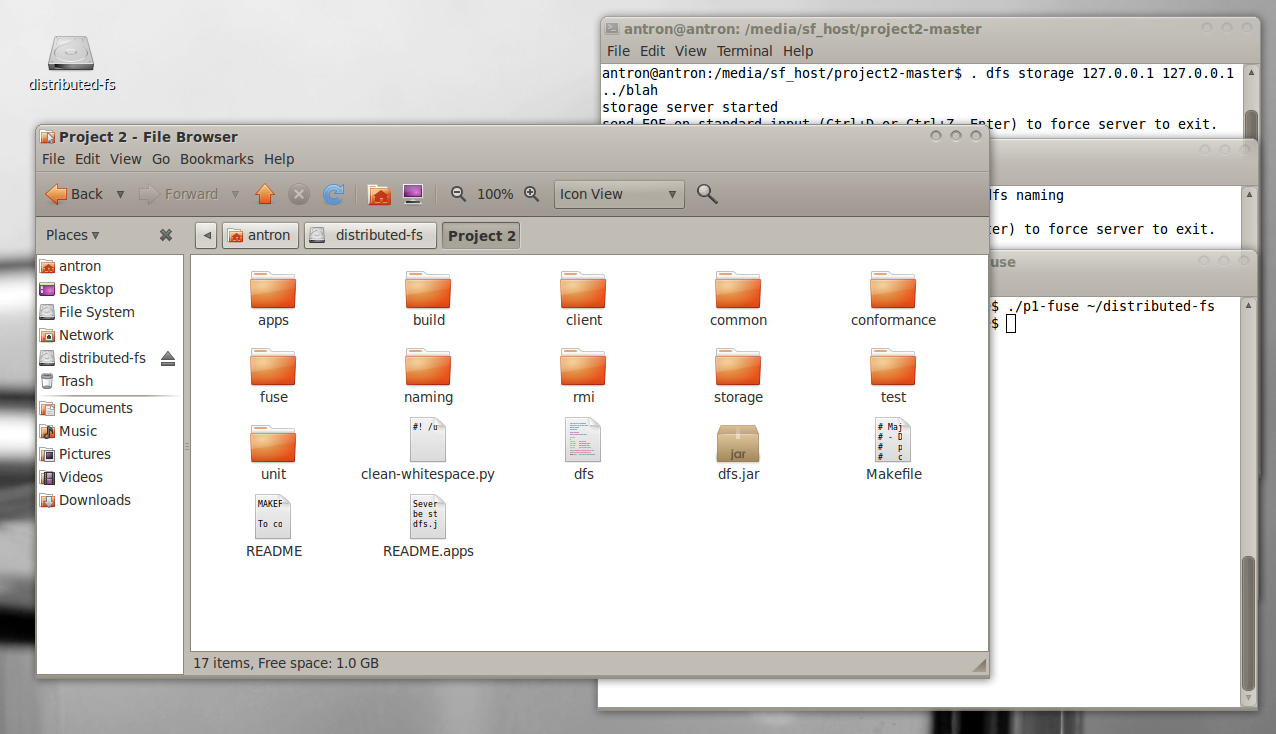 distributed-fs
antron@antron: /media/sf_host/project2-master
File Edit View Terminal Help
antron@antron:/media/sf_host/project2-master$ . dfs storage 127.0.0.1 127.0.0.1
../blah
storage server started
send EOF on standard input (Ctrl+D or Ctrl+Z, Enter) to force server to exit.
dfs naming
ter) to force server to exit.
use
$ ./p1-fuse ~/distributed-fs
$
Project 2 - File Browser
File Edit View Go Bookmarks Help
Back Forward 100% Icon View
Places antron distributed-fs Project 2
antron
Desktop
File System
Network
distributed-fs
Trash
Documents
Music
Pictures
Videos
Downloads
apps build client common conformance
fuse naming rmi storage test
#! /u
jar
# Maj
# - D
# p
# c
unit clean-whitespace.py dfs dfs.jar Makefile
MAKEF
To co
Sever
be st
dfs.j
README README.apps
17 items, Free space: 1.0 GB